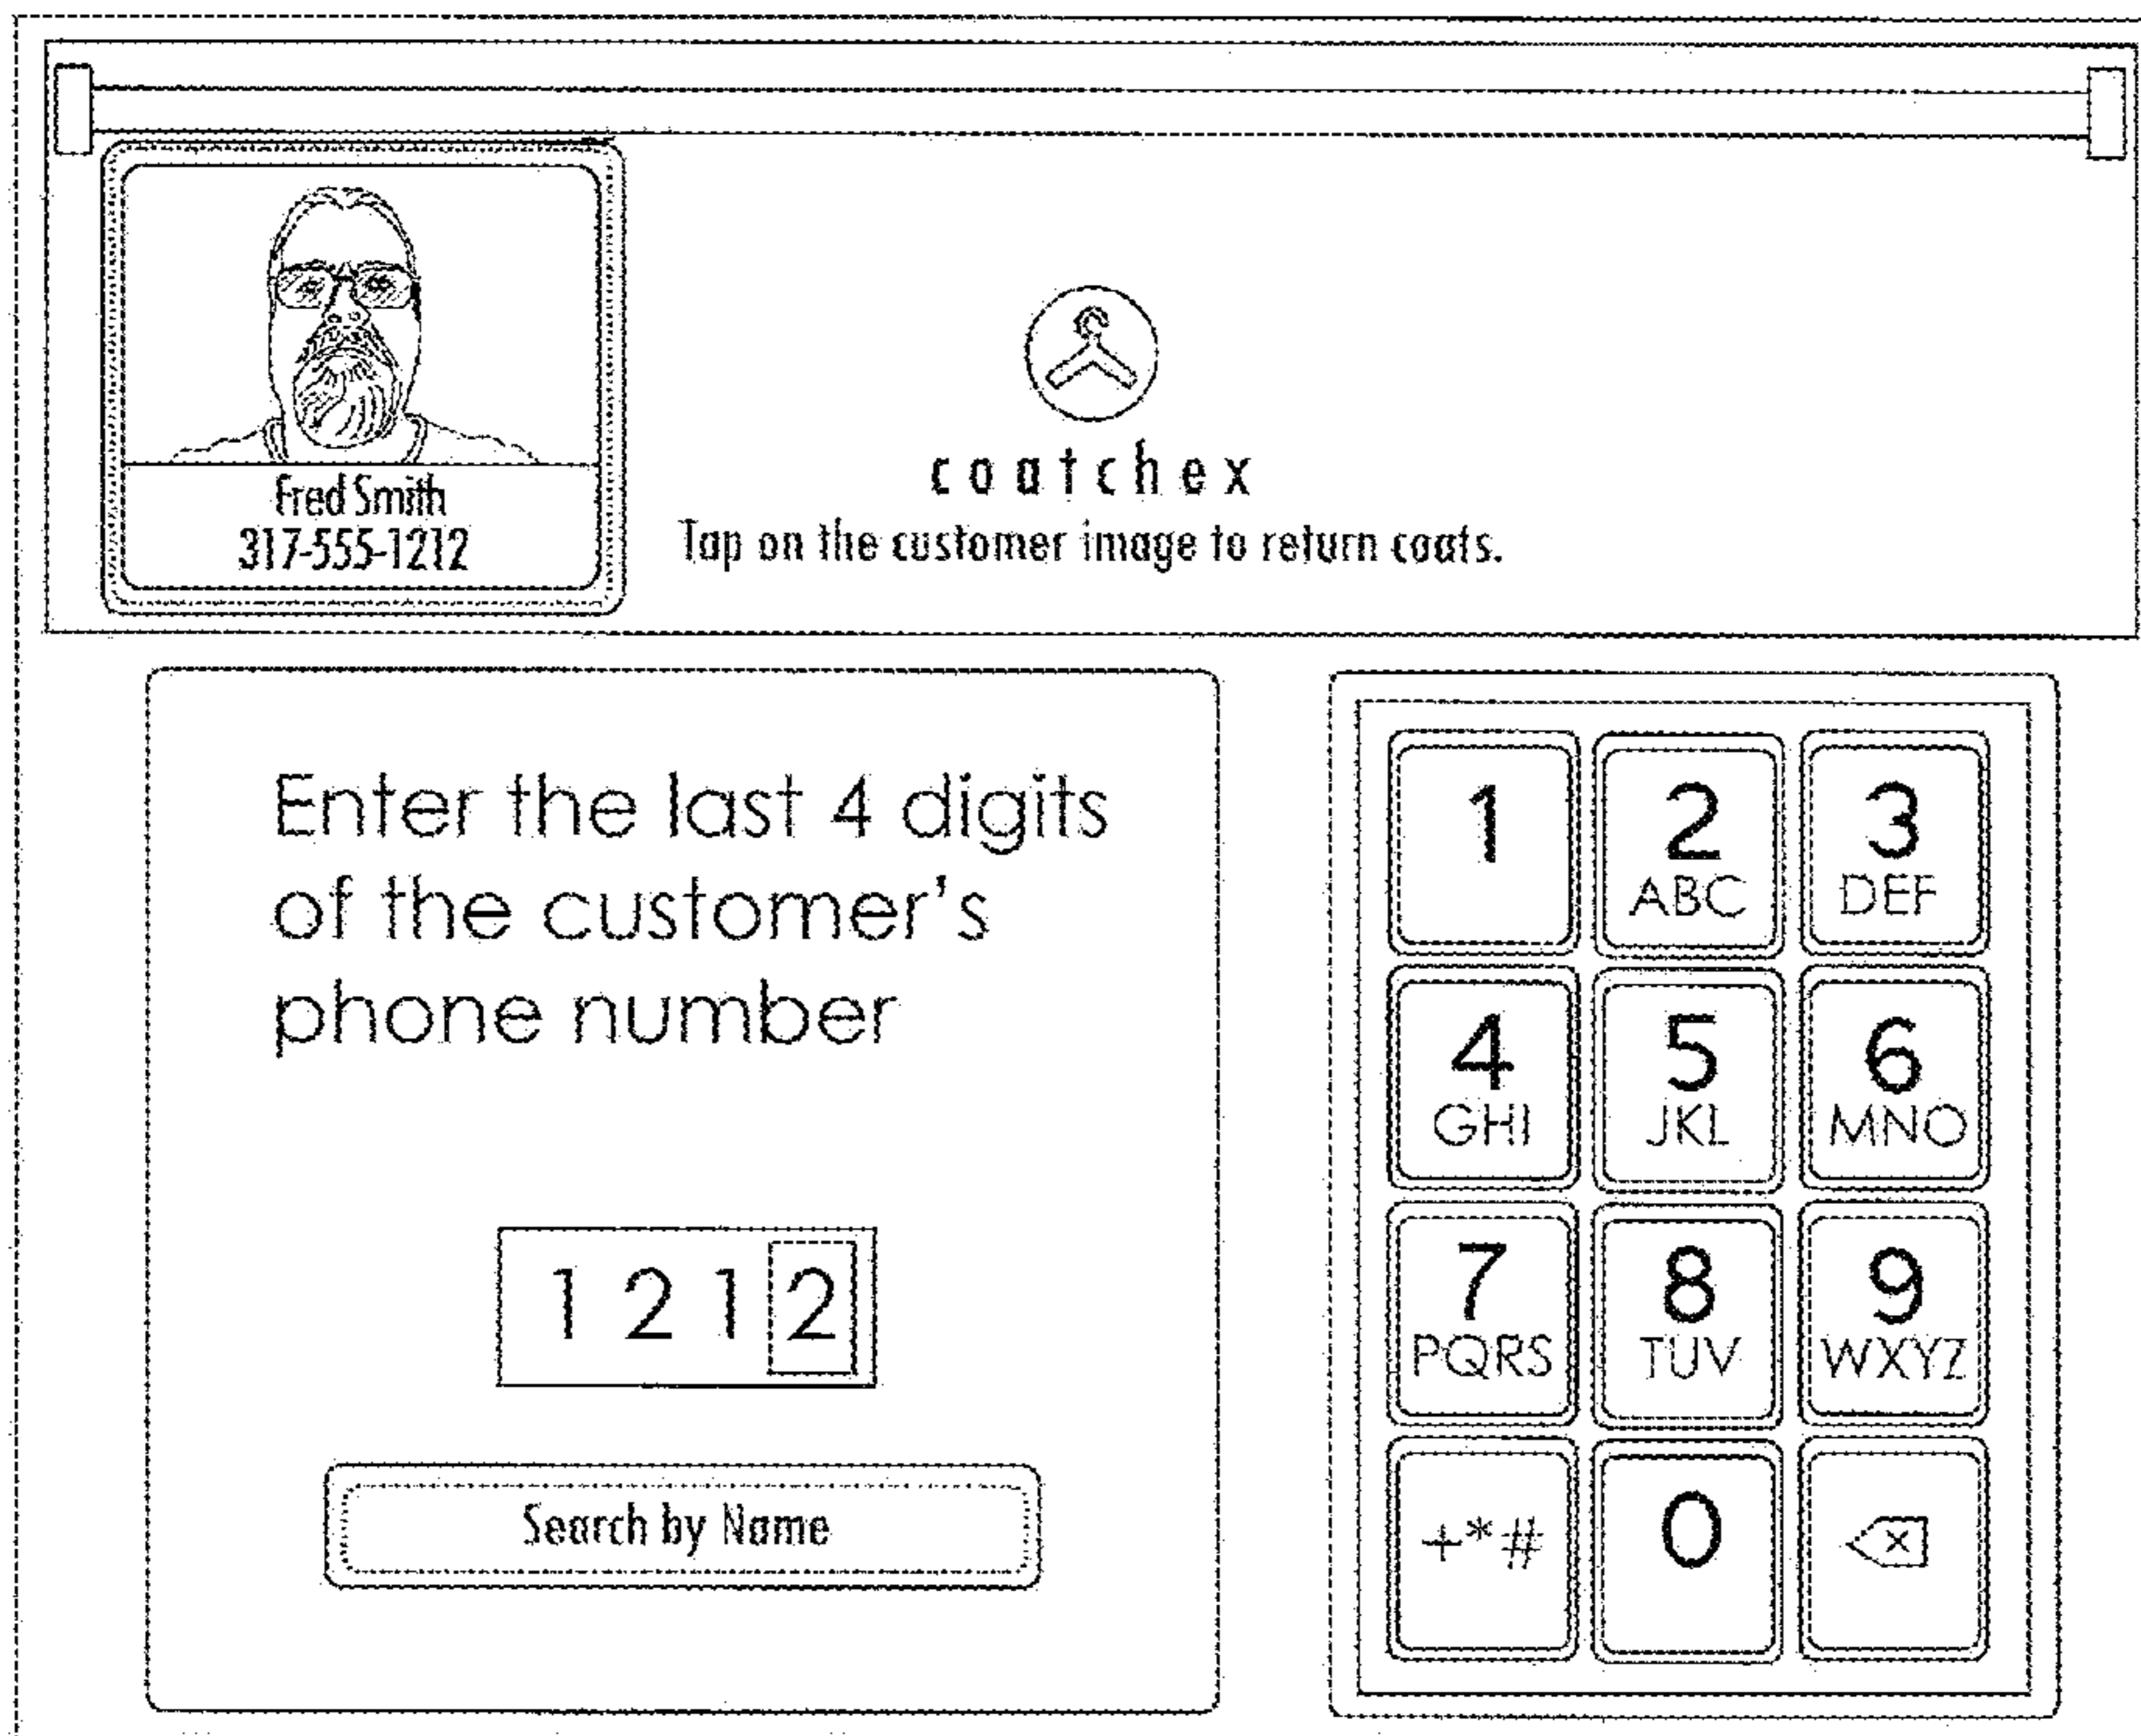 Fred Smith
317-555-1212
coatchex
Tap on the customer image to return coats.
Enter the last 4 digits
of the customer's
phone number
1 2 1 2
Search by Name
1
2
ABC
3
DEF
4
GHI
5
JKL
6
MNO
7
PQRS
8
TUV
9
WXYZ
+*#
0
x